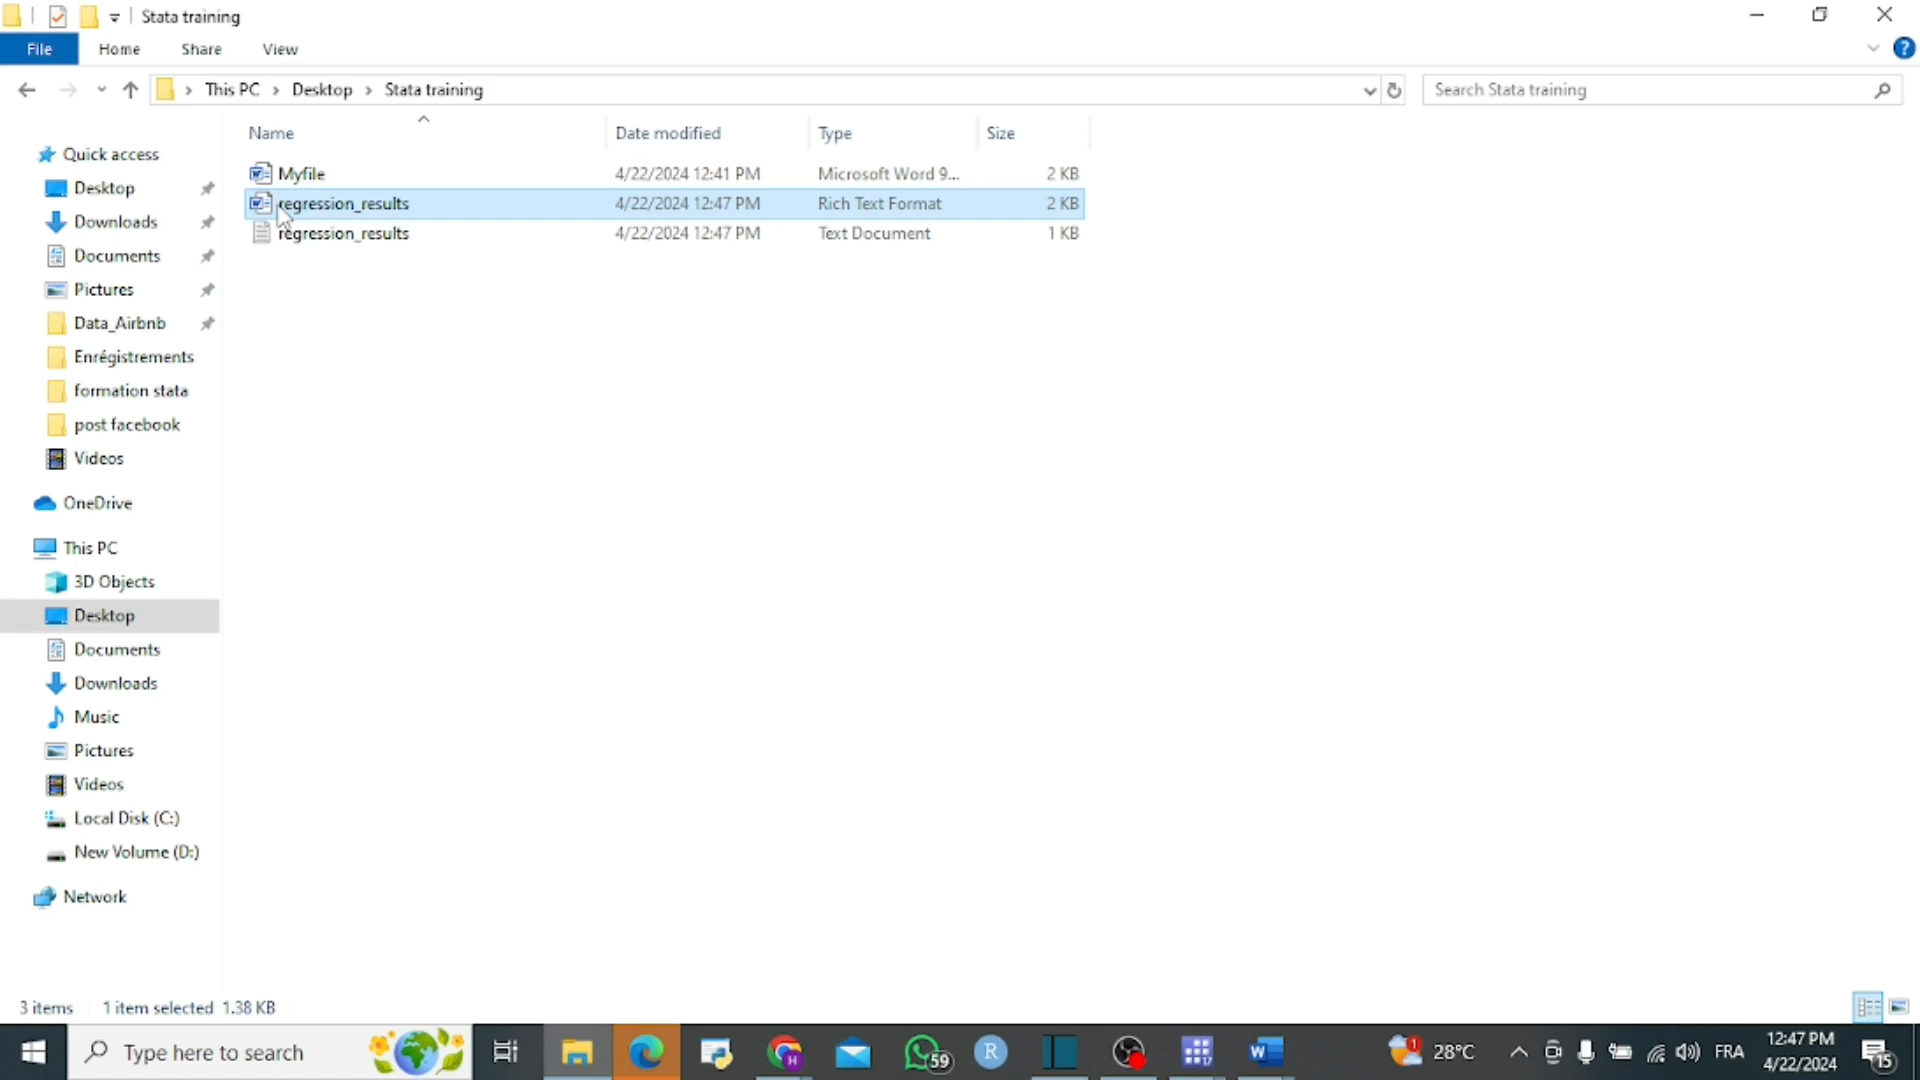 Stata training
File Home Share View
This PC Desktop Stata training
Search Stata training
Name Date modified Type Size
Myfile 4/22/2024 12:41 PM Microsoft Word 9... 2 KB
regression_results 4/22/2024 12:47 PM Rich Text Format 2 KB
regression_results 4/22/2024 12:47 PM Text Document 1 KB
Quick access
Desktop
Downloads
Documents
Pictures
Data_Airbnb
Enrégistrements
formation stata
post facebook
Videos
OneDrive
This PC
3D Objects
Desktop
Documents
Downloads
Music
Pictures
Videos
Local Disk (C:)
New Volume (D:)
Network
3 items 1 item selected 1.38 KB
Type here to search
H
59
R
17
W
1
28°C
FRA
12:47 PM
4/22/2024
15